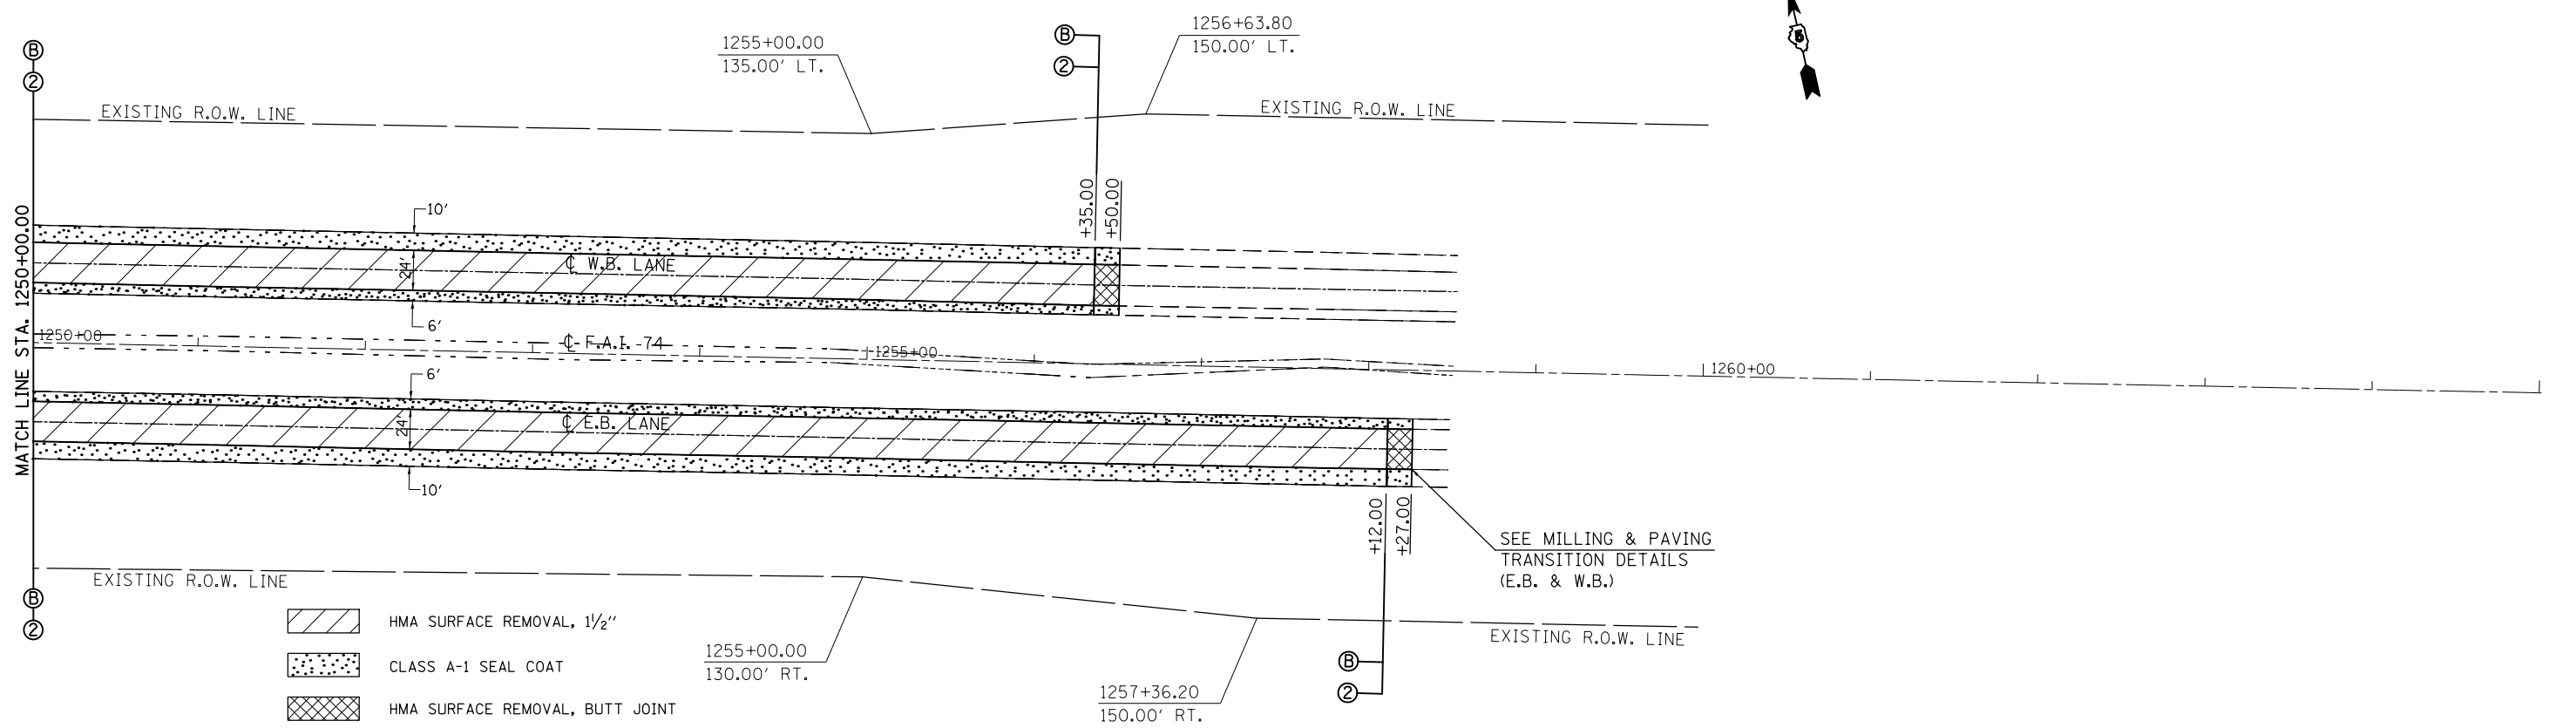 1256+63.80
150.00' LT.
1255+00.00
135.00' LT.
B
2
B
2
5
EXISTING R.O.W. LINE
EXISTING R.O.W. LINE
+35.00
+50.00
MATCH LINE STA. 1250+00.00
10'
24'
℄ W.B. LANE
6'
1250+00
℄ F.A.I. 74
1255+00
1260+00
6'
24'
℄ E.B. LANE
10'
+12.00
+27.00
SEE MILLING & PAVING
TRANSITION DETAILS
(E.B. & W.B.)
EXISTING R.O.W. LINE
EXISTING R.O.W. LINE
B
2
HMA SURFACE REMOVAL, 1½"
CLASS A-1 SEAL COAT
HMA SURFACE REMOVAL, BUTT JOINT
1255+00.00
130.00' RT.
1257+36.20
150.00' RT.
B
2